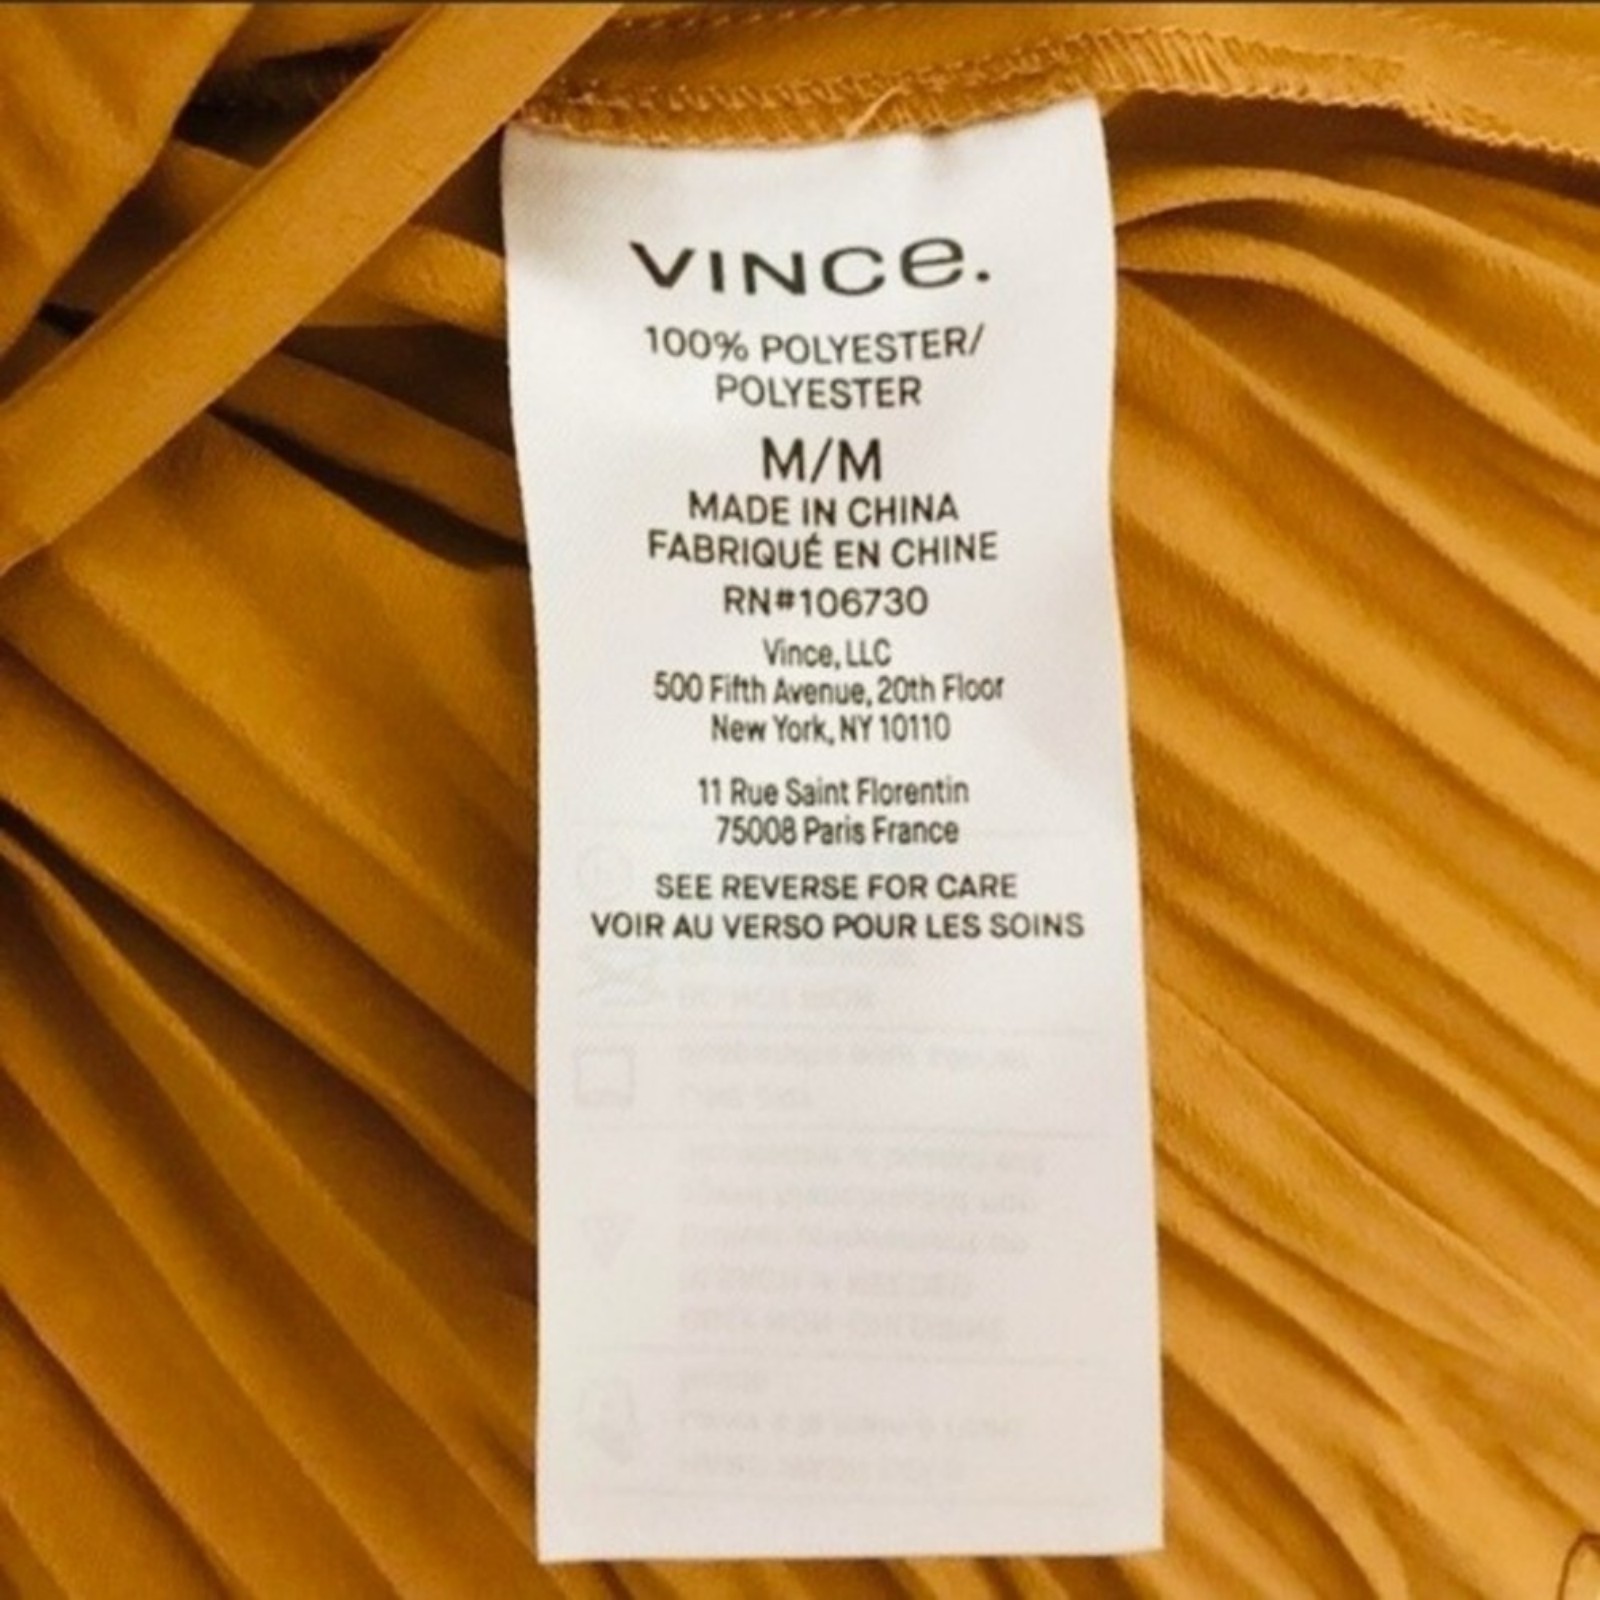 VINCe.
100% POLYESTER/
POLYESTER
M/M
MADE IN CHINA
FABRIQUÉ EN CHINE
RN#106730
Vince, LLC
500 Fifth Avenue, 20th Floor
New York, NY 10110
11 Rue Saint Florentin
75008 Paris France
SEE REVERSE FOR CARE
VOIR AU VERSO POUR LES SOINS